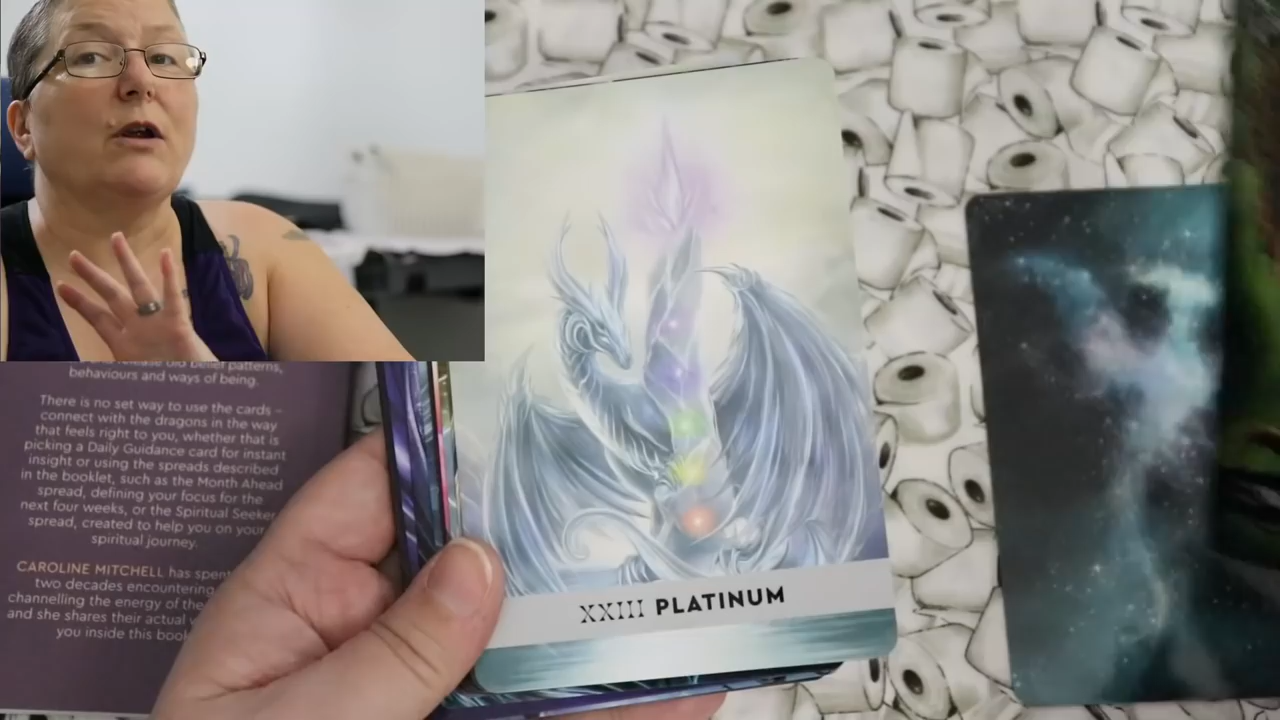 release old belief patterns,
behaviours and ways of being.
There is no set way to use the cards –
connect with the dragons in the way
that feels right to you, whether that is
picking a Daily Guidance card for instant
insight or using the spreads described
in the booklet, such as the Month Ahead
spread, defining your focus for the
next four weeks, or the Spiritual Seeker
spread, created to help you on your
spiritual journey.
CAROLINE MITCHELL has spent
two decades encountering
channelling the energy of the
and she shares their actual
you inside this book
XXIII PLATINUM